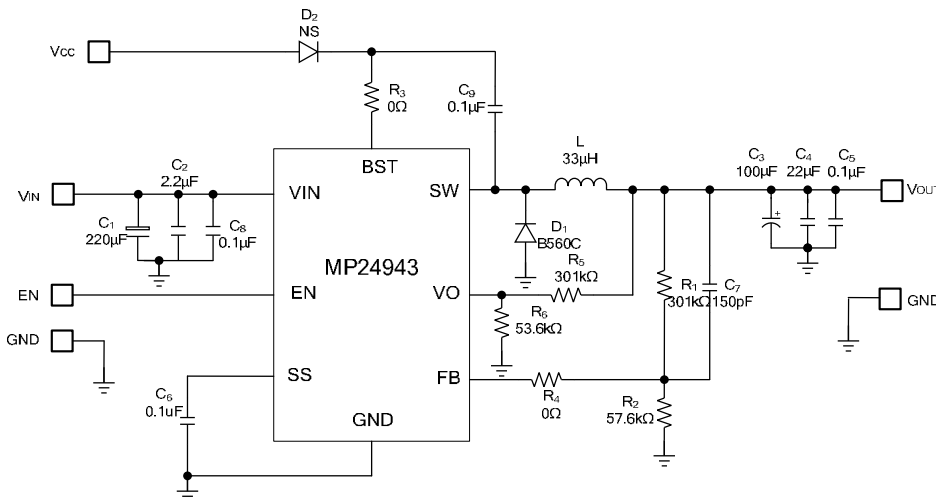 D2
NS
VCC
R3
0Ω
C9
0.1µF
BST
C2
2.2µF
VIN
VIN
SW
L
33µH
C3
100µF
C4
22µF
C5
0.1µF
VOUT
C1
220µF
C8
0.1µF
D1
B560C
MP24943
EN
EN
VO
R5
301kΩ
R6
53.6kΩ
R1
301kΩ
C7
150pF
GND
GND
SS
FB
C6
0.1uF
R4
0Ω
R2
57.6kΩ
GND
+